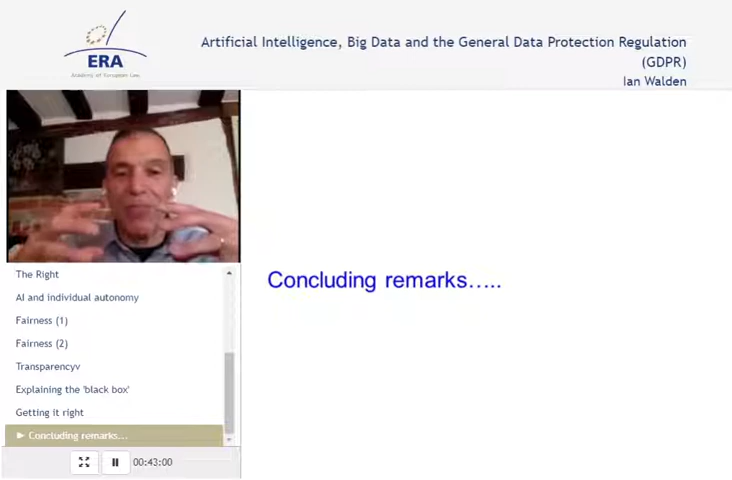 ERA
Academy of European Law
Artificial Intelligence, Big Data and the General Data Protection Regulation
(GDPR)
Ian Walden
The Right
AI and individual autonomy
Fairness (1)
Fairness (2)
Transparencyv
Explaining the 'black box'
Getting it right
► Concluding remarks...
00:43:00
Concluding remarks…..